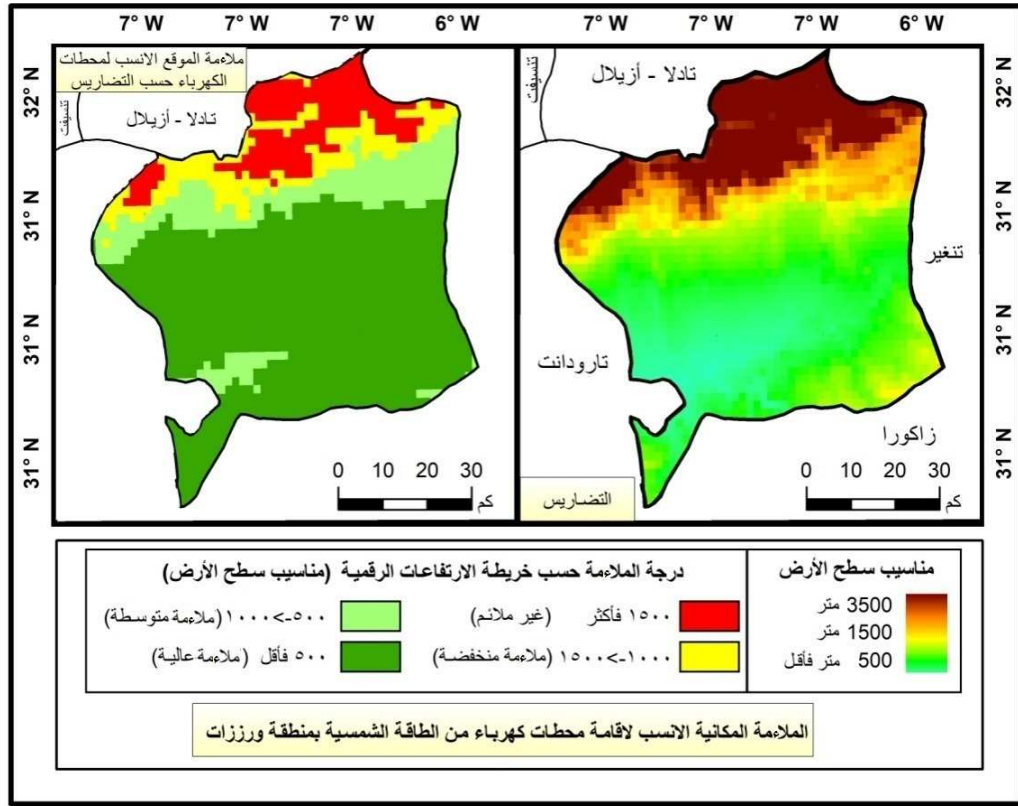 7° W 7° W 7° W 6° W 7° W 7° W 7° W 6° W
ملاءمة الموقع الانسب لمحطات
الكهرباء حسب التضاريس
تنسيفت
تادلا - أزيلال
32° N
31° N
31° N
31° N
0 10 20 30
كم
تنسيفت
تادلا - أزيلال
تنغير
تارودانت
زاكورا
التضاريس
32° N
31° N
31° N
31° N
0 10 20 30
كم
مناسيب سطح الأرض
3500 متر
1500 متر
500 متر فأقل
درجة الملاءمة حسب خريطة الارتفاعات الرقمية (مناسيب سطح الأرض)
١٥٠٠ فأكثر (غير ملائم)
٥٠٠->١٠٠٠ (ملاءمة متوسطة)
١٠٠٠->١٥٠٠ (ملاءمة منخفضة)
٥٠٠ فأقل (ملاءمة عالية)
الملاءمة المكانية الانسب لاقامة محطات كهرباء من الطاقة الشمسية بمنطقة ورززات